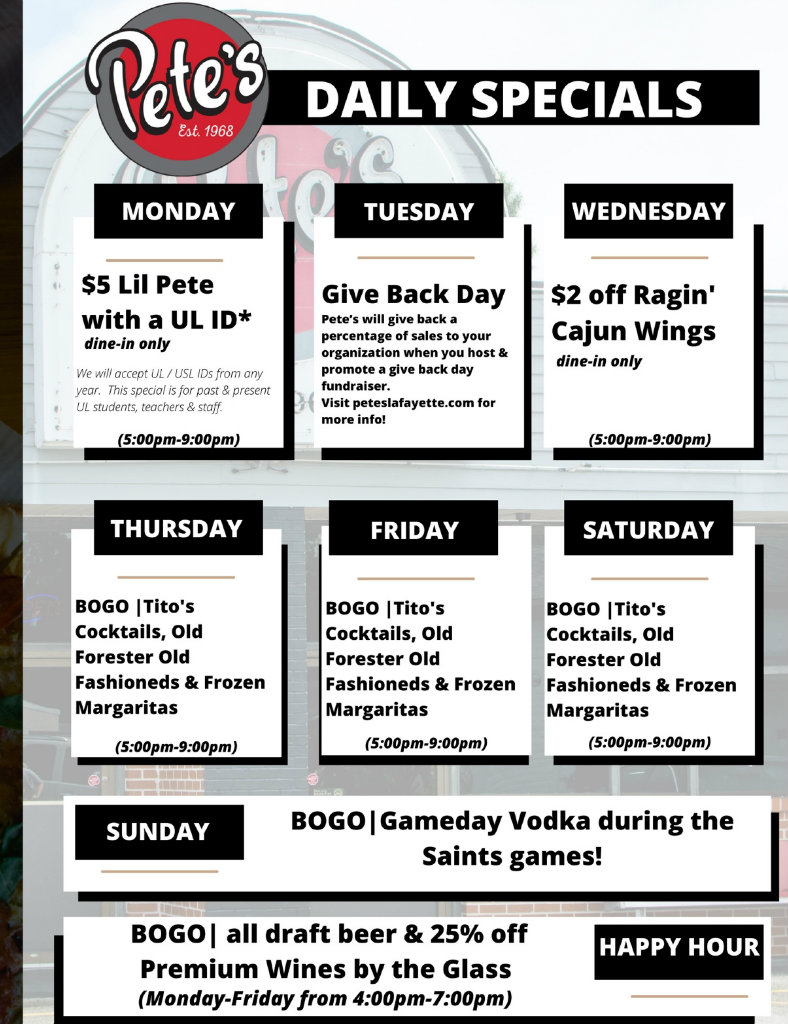 Pete's
Est. 1968
DAILY SPECIALS
MONDAY
$5 Lil Pete
with a UL ID*
dine-in only
We will accept UL / USL IDs from any
year. This special is for past & present
UL students, teachers & staff.
(5:00pm-9:00pm)
TUESDAY
Give Back Day
Pete's will give back a
percentage of sales to your
organization when you host &
promote a give back day
fundraiser.
Visit peteslafayette.com for
more info!
WEDNESDAY
$2 off Ragin'
Cajun Wings
dine-in only
(5:00pm-9:00pm)
THURSDAY
BOGO |Tito's
Cocktails, Old
Forester Old
Fashioneds & Frozen
Margaritas
(5:00pm-9:00pm)
FRIDAY
BOGO |Tito's
Cocktails, Old
Forester Old
Fashioneds & Frozen
Margaritas
(5:00pm-9:00pm)
SATURDAY
BOGO |Tito's
Cocktails, Old
Forester Old
Fashioneds & Frozen
Margaritas
(5:00pm-9:00pm)
SUNDAY
BOGO|Gameday Vodka during the
Saints games!
BOGO| all draft beer & 25% off
Premium Wines by the Glass
(Monday-Friday from 4:00pm-7:00pm)
HAPPY HOUR